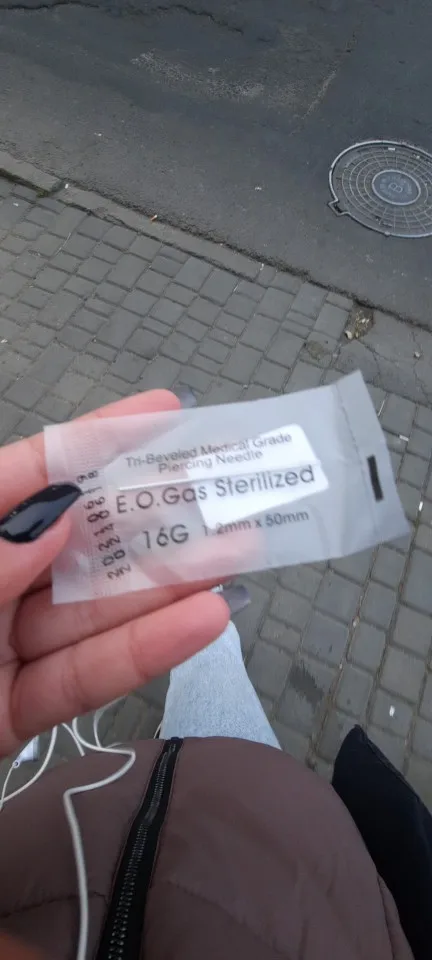 Tri-Beveled Medical Grade
Piercing Needle
E.O.Gas Sterilized
16G 1.2mm x 50mm